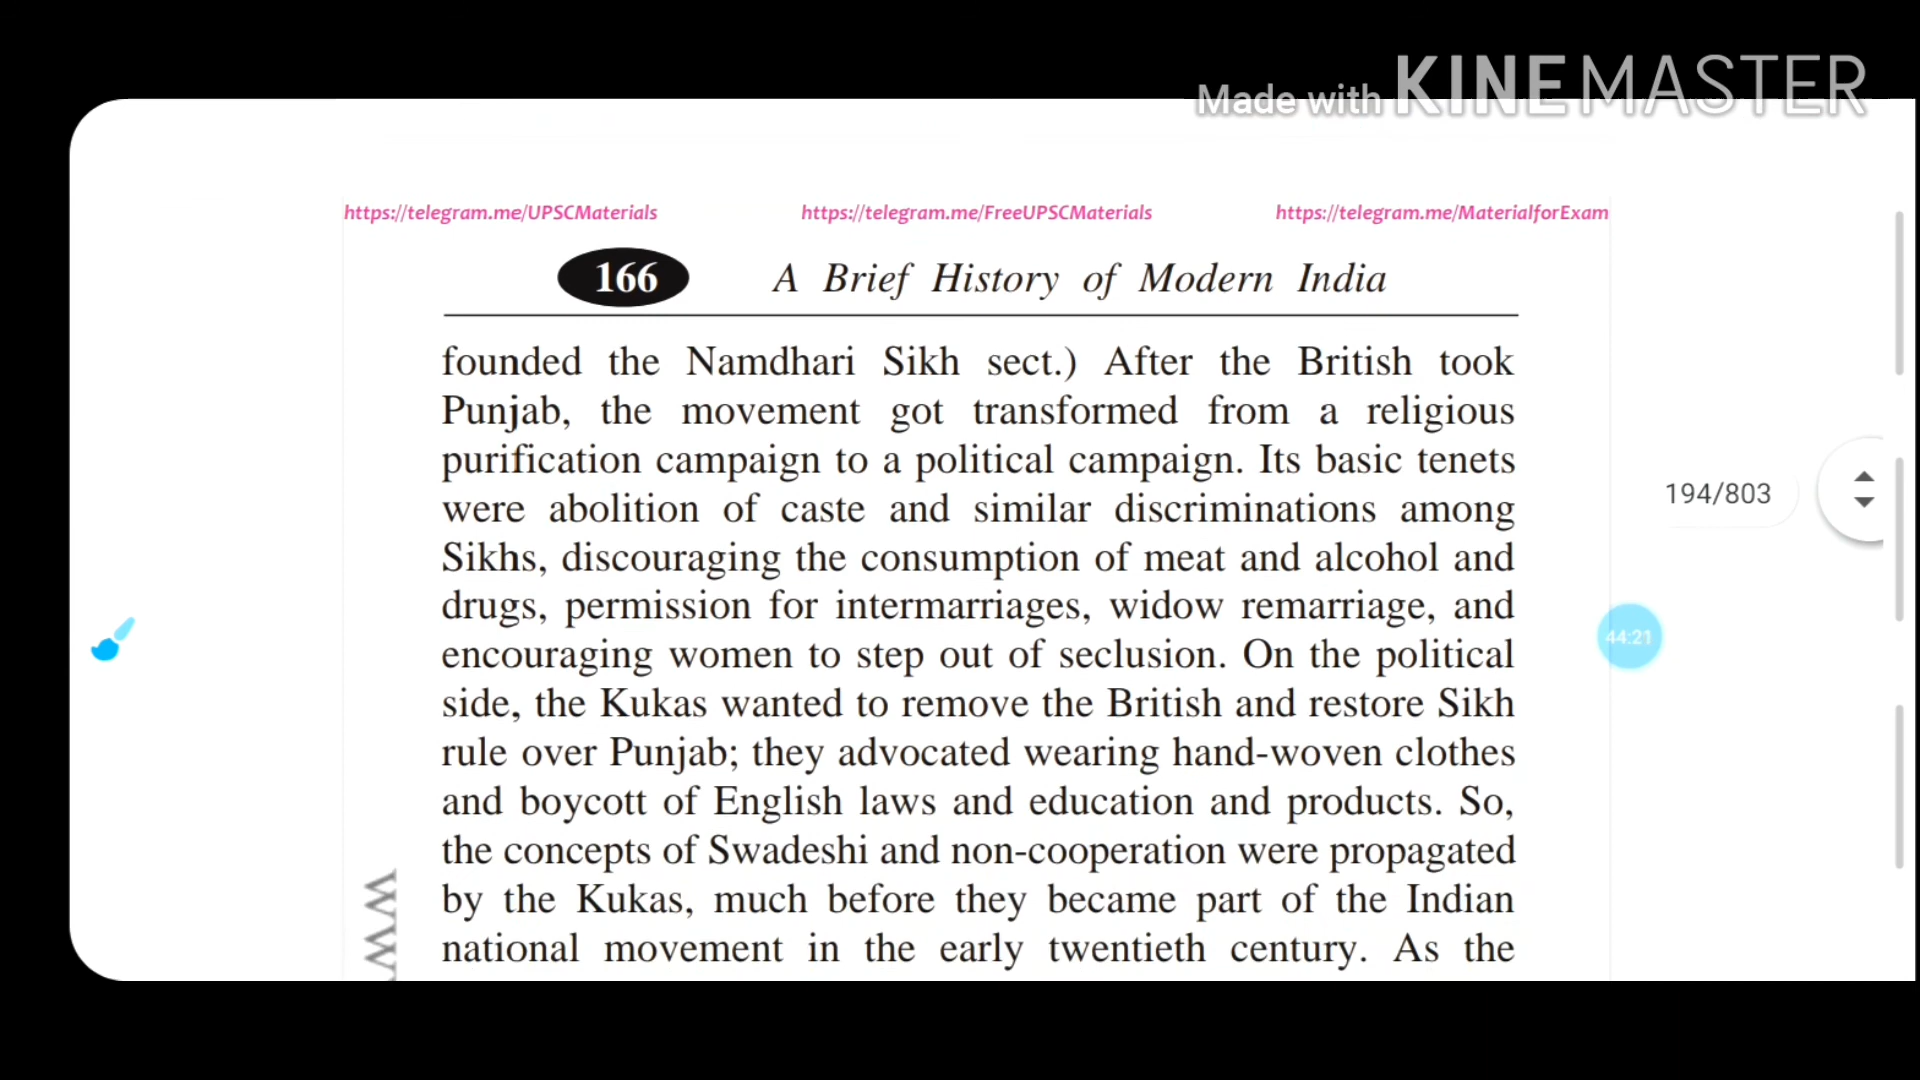 Made with KINEMASTER
https://telegram.me/UPSCMaterials https://telegram.me/FreeUPSCMaterials https://telegram.me/MaterialforExam
166 A Brief History of Modern India
founded the Namdhari Sikh sect.) After the British took
Punjab, the movement got transformed from a religious
purification campaign to a political campaign. Its basic tenets
were abolition of caste and similar discriminations among
Sikhs, discouraging the consumption of meat and alcohol and
drugs, permission for intermarriages, widow remarriage, and
encouraging women to step out of seclusion. On the political
side, the Kukas wanted to remove the British and restore Sikh
rule over Punjab; they advocated wearing hand-woven clothes
and boycott of English laws and education and products. So,
the concepts of Swadeshi and non-cooperation were propagated
by the Kukas, much before they became part of the Indian
national movement in the early twentieth century. As the
194/803
44:21